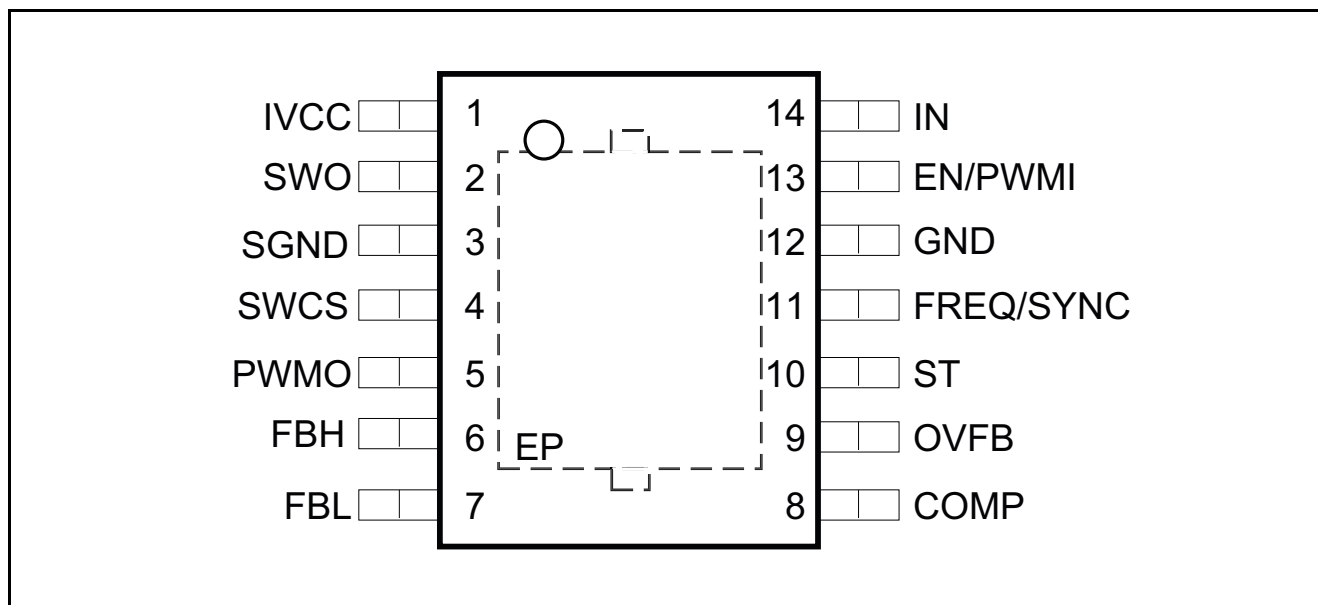 IVCC 1 14 IN
SWO 2 13 EN/PWMI
SGND 3 12 GND
SWCS 4 11 FREQ/SYNC
PWMO 5 10 ST
FBH 6 EP 9 OVFB
FBL 7 8 COMP